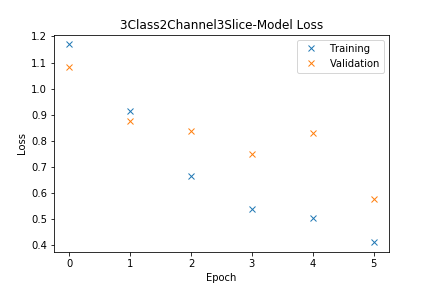 3Class2Channel3Slice-Model Loss
Training
Validation
1.2
1.1
1.0
0.9
0.8
0.7
0.6
0.5
0.4
Loss
0 1 2 3 4 5
Epoch